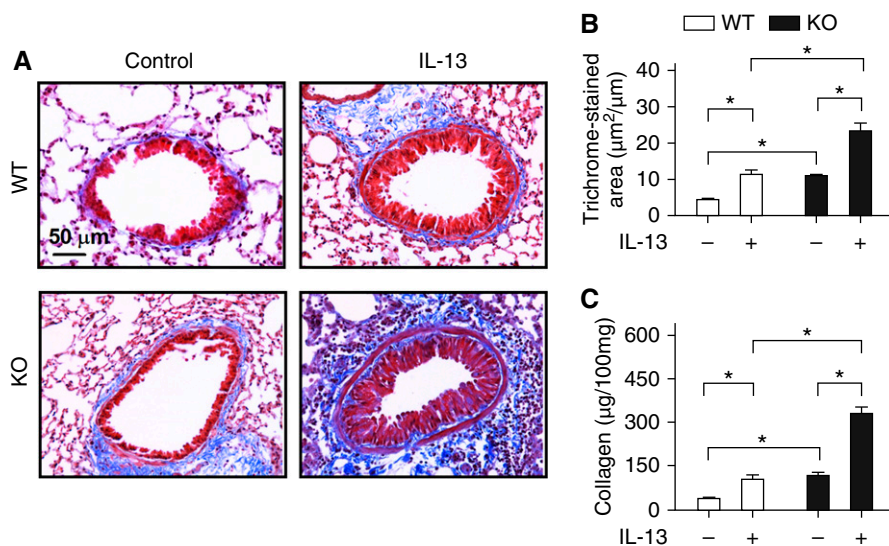 A
Control
IL-13
WT
50 µm
KO
B
WT KO
Trichrome-stained
area (µm²/µm)
40
30
20
10
0
* * * *
IL-13 – + – +
C
Collagen (µg/100mg)
600
450
300
150
0
* * * *
IL-13 – + – +